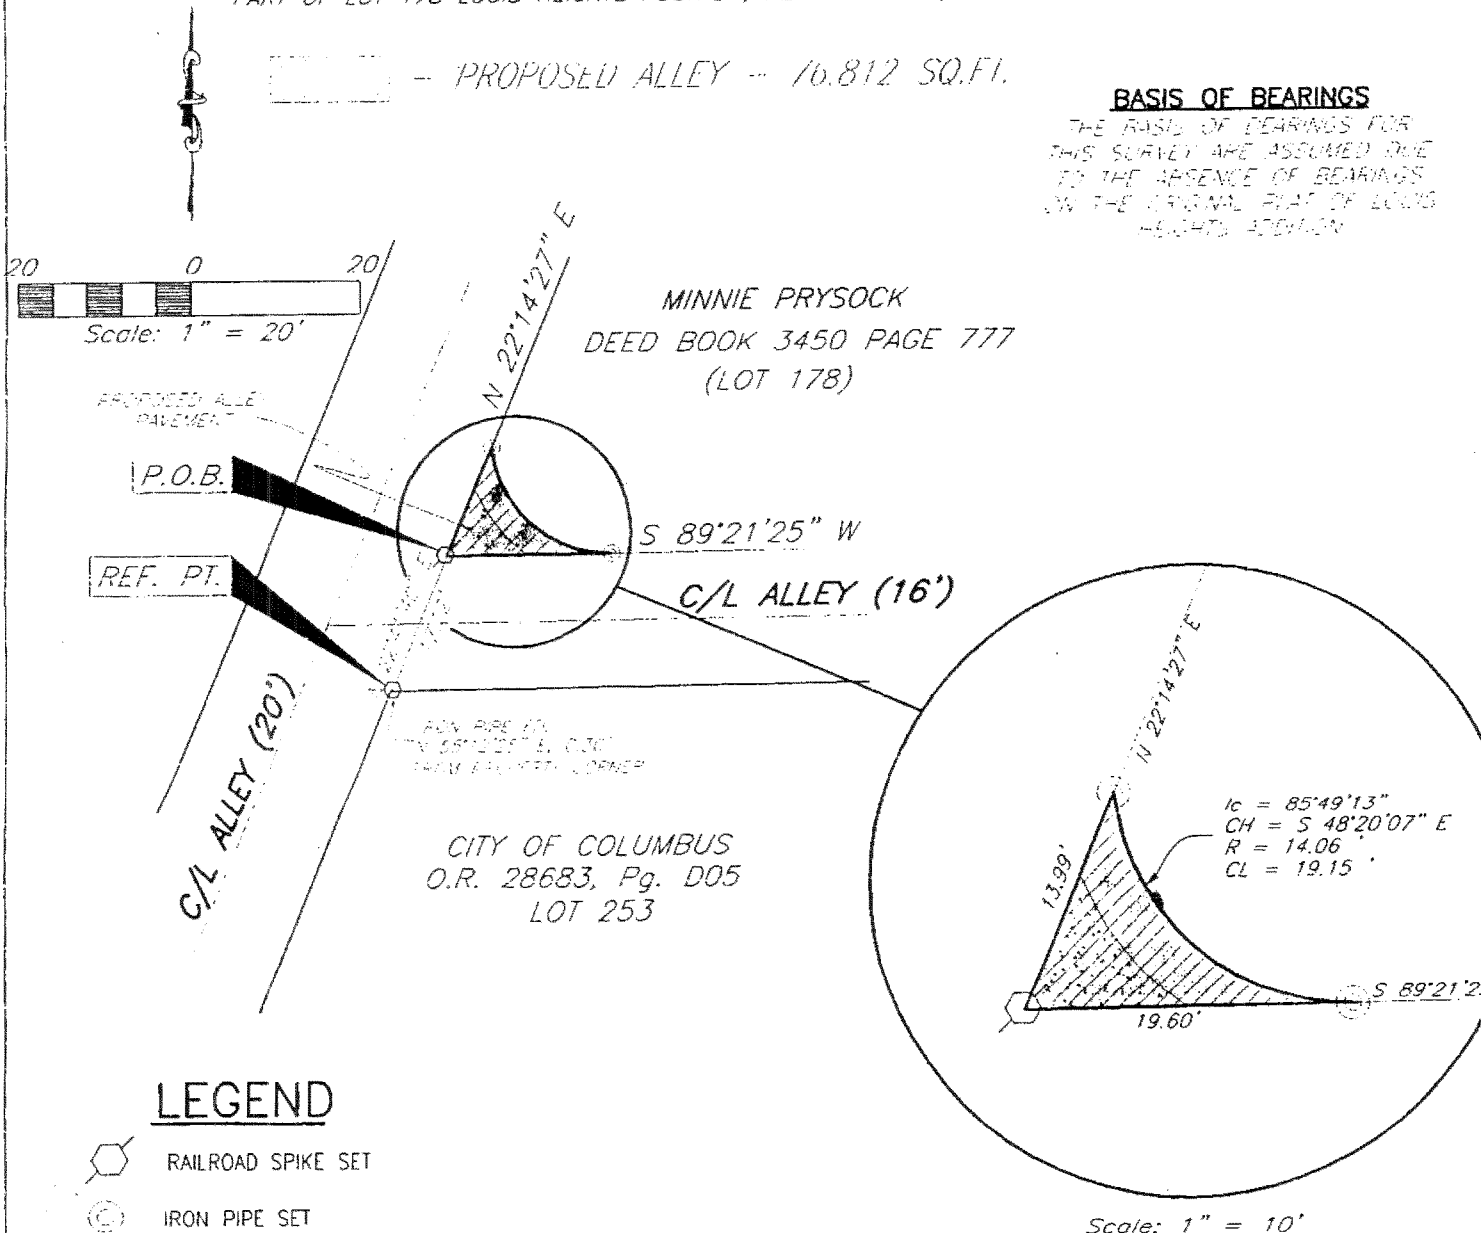 - PROPOSED ALLEY -- 76.812 SQ.FT.
BASIS OF BEARINGS
THE BASIS OF BEARINGS FOR
THIS SURVEY ARE ASSUMED DUE
TO THE ABSENCE OF BEARINGS
ON THE ORIGINAL PLAT OF LOUIS
HEIGHTS ADDITION
20 0 20
Scale: 1" = 20'
N 22°14'27" E
MINNIE PRYSOCK
DEED BOOK 3450 PAGE 777
(LOT 178)
PROPOSED ALLEY
PAVEMENT
P.O.B.
S 89°21'25" W
REF. PT.
C/L ALLEY (16')
C/L ALLEY (20')
IRON PIPE
FROM PROPERTY CORNER
CITY OF COLUMBUS
O.R. 28683, Pg. D05
LOT 253
N 22°14'27" E
Ic = 85°49'13"
CH = S 48°20'07" E
R = 14.06 '
CL = 19.15 '
13.99'
19.60'
S 89°21'2
LEGEND
RAILROAD SPIKE SET
IRON PIPE SET
Scale: 1" = 10'